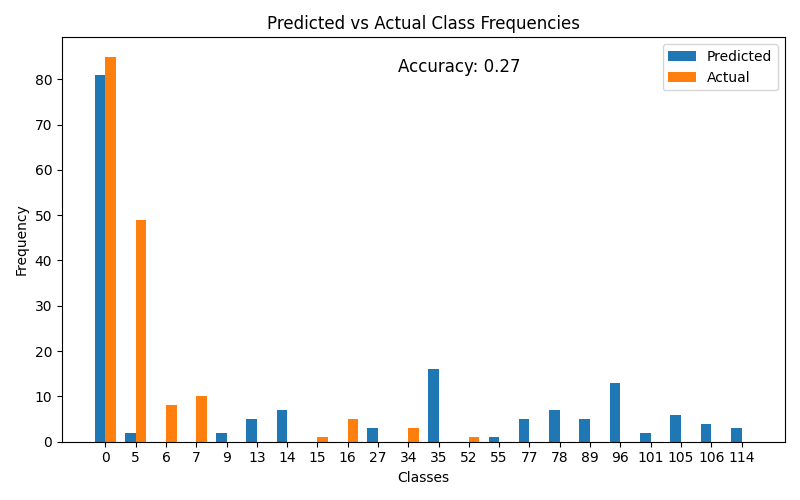 Predicted vs Actual Class Frequencies
Accuracy: 0.27
Predicted
Actual
Frequency
80
70
60
50
40
30
20
10
0
0 5 6 7 9 13 14 15 16 27 34 35 52 55 77 78 89 96 101 105 106 114
Classes